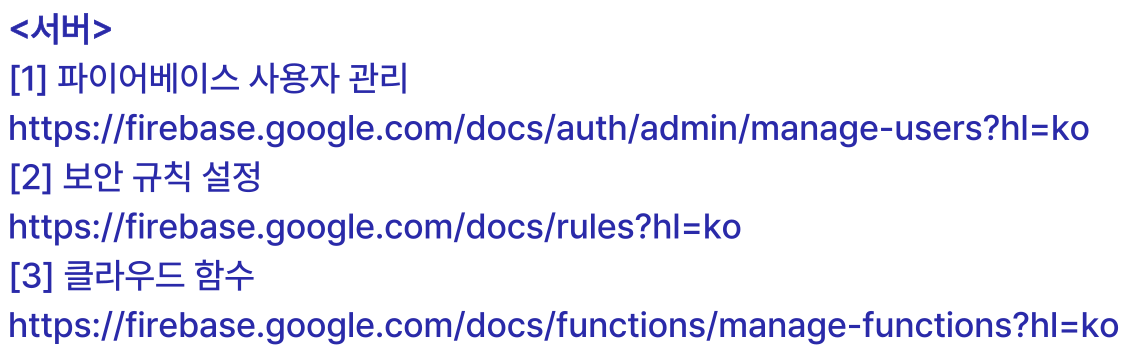 <서버>
[1] 파이어베이스 사용자 관리
https://firebase.google.com/docs/auth/admin/manage-users?hl=ko
[2] 보안 규칙 설정
https://firebase.google.com/docs/rules?hl=ko
[3] 클라우드 함수
https://firebase.google.com/docs/functions/manage-functions?hl=ko